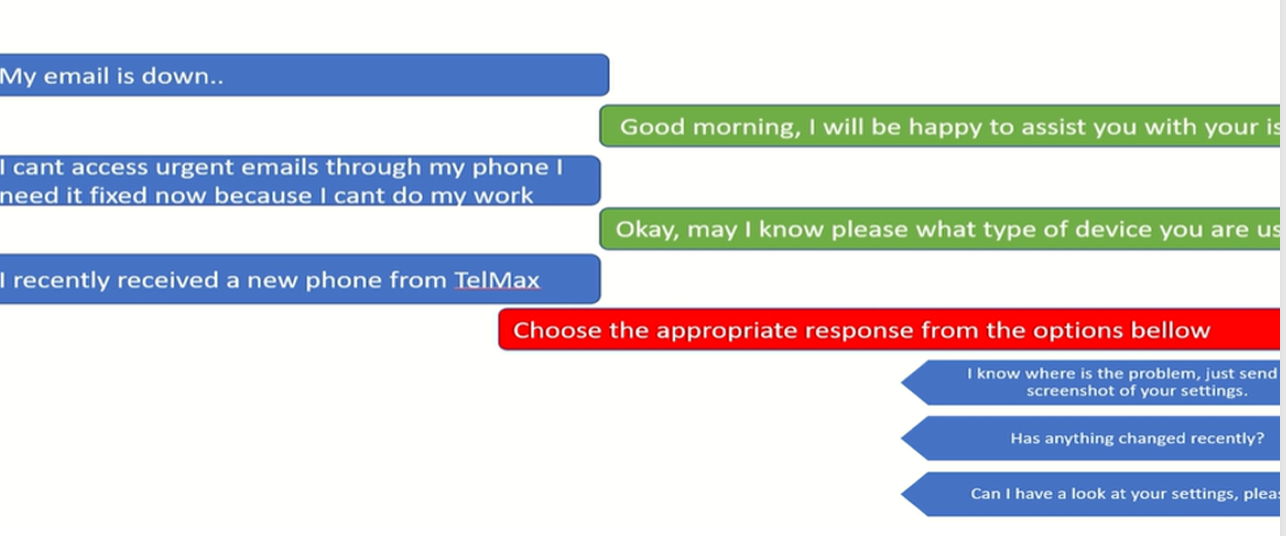 My email is down..
Good morning, I will be happy to assist you with your
I cant access urgent emails through my phone I
need it fixed now because I cant do my work
Okay, may I know please what type of device you are
I recently received a new phone from TelMax
Choose the appropriate response from the options bellow
I know where is the problem, just send
screenshot of your settings.
Has anything changed recently?
Can I have a look at your settings,